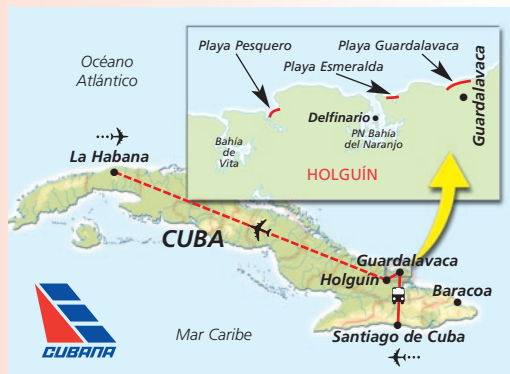 Océano
Atlántico
Playa Pesquero
Playa Guardalavaca
Playa Esmeralda
Guardalavaca
Delfinario
PN Bahía
del Naranjo
Bahía
de
Vita
HOLGUÍN
La Habana
CUBA
Guardalavaca
Holguín
Baracoa
Mar Caribe
Santiago de Cuba
CUBANA